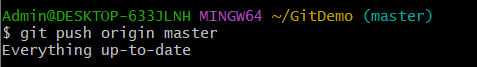 Admin@DESKTOP-633JLNH MINGW64 ~/GitDemo (master)
$ git push origin master
Everything up-to-date